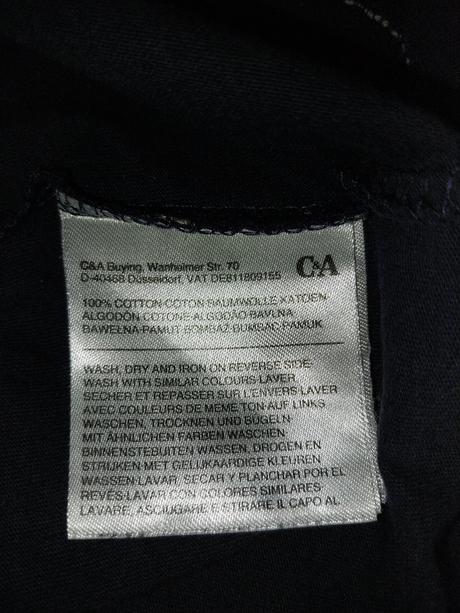 C&A Buying, Wanheimer Str. 70
D-40468 Düsseldorf, VAT DE811809155
C&A
100% COTTON·COTON·BAUMWOLLE·KATOEN·
ALGODÓN·COTONE·ALGODÃO·BAVLNA·
BAWEŁNA·PAMUT·BOMBAŽ·BUMBAC·PAMUK
WASH, DRY AND IRON ON REVERSE SIDE·
WASH WITH SIMILAR COLOURS·LAVER,
SECHER ET REPASSER SUR L'ENVERS·LAVER
AVEC COULEURS DE MEME TON·AUF LINKS
WASCHEN, TROCKNEN UND BÜGELN·
MIT ÄHNLICHEN FARBEN WASCHEN·
BINNENSTEBUITEN WASSEN, DROGEN EN
STRIJKEN·MET GELIJKAARDIGE KLEUREN
WASSEN·LAVAR, SECAR Y PLANCHAR POR EL
REVÉS·LAVAR CON COLORES SIMILARES·
LAVARE, ASCIUGARE E STIRARE IL CAPO AL